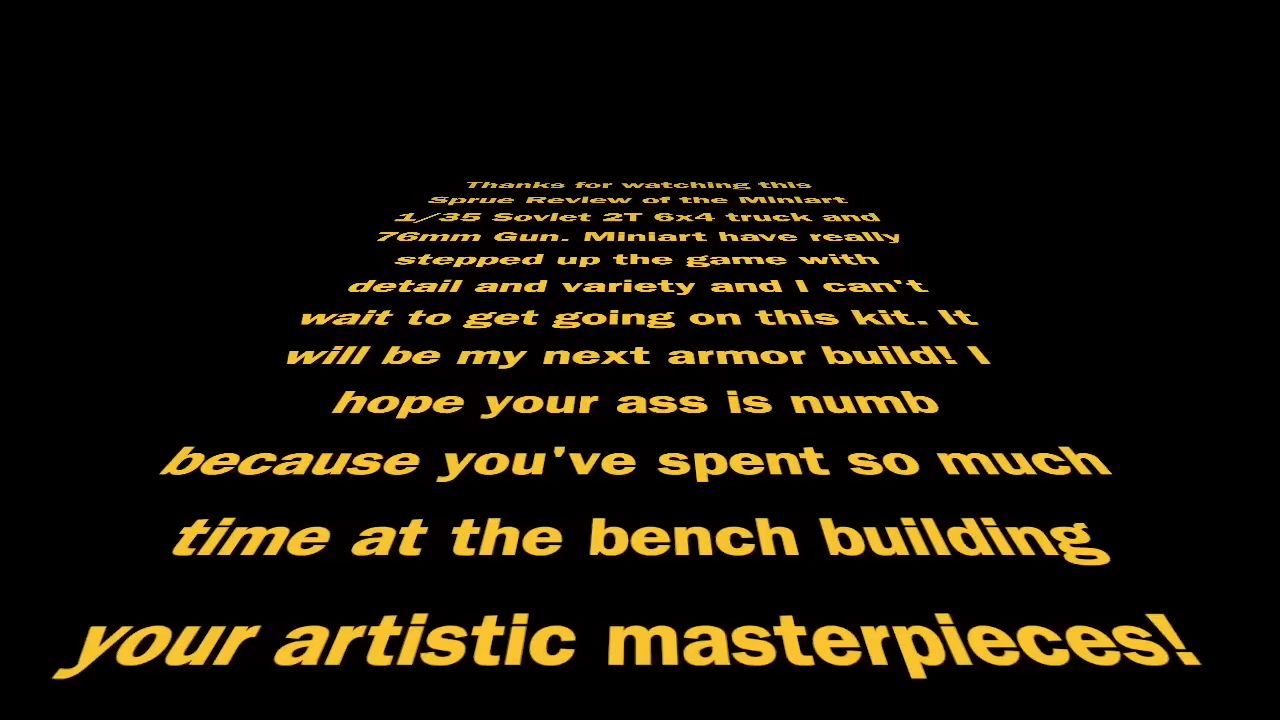 Thanks for watching this
Sprue Review of the Miniart
1/35 Soviet 2T 6x4 truck and
76mm Gun. Miniart have really
stepped up the game with
detail and variety and I can't
wait to get going on this kit. It
will be my next armor build! I
hope your ass is numb
because you've spent so much
time at the bench building
your artistic masterpieces!